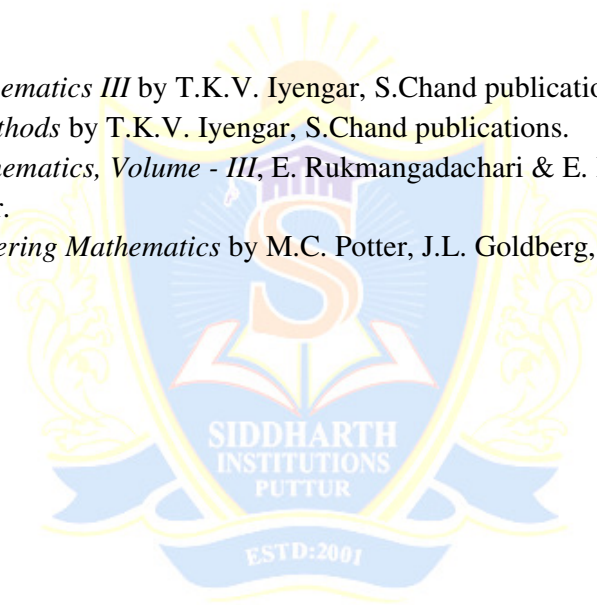 ematics III by T.K.V. Iyengar, S.Chand publicatio
thods by T.K.V. Iyengar, S.Chand publications.
ematics, Volume - III, E. Rukmangadachari & E.
r.
ering Mathematics by M.C. Potter, J.L. Goldberg,
S
SIDDHARTH
INSTITUTIONS
PUTTUR
ESTD:2001